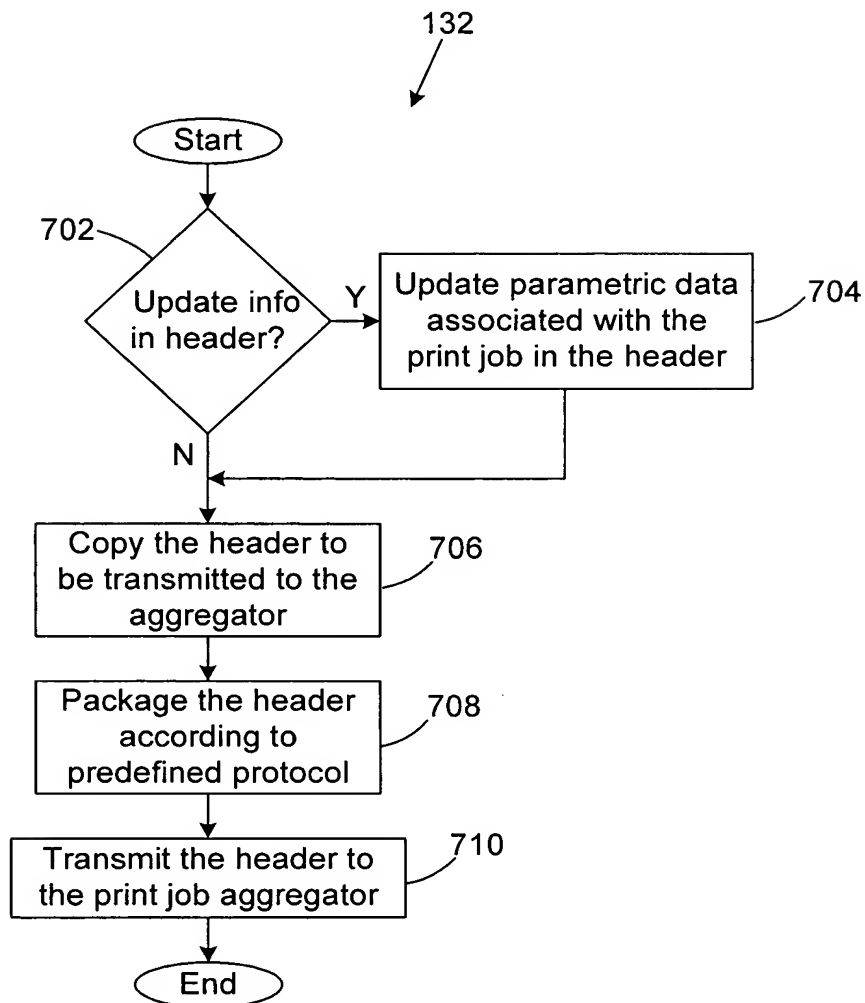 132
Start
702
Update info
in header?
Y
Update parametric data
associated with the
print job in the header
704
N
Copy the header to
be transmitted to the
aggregator
706
Package the header
according to
predefined protocol
708
Transmit the header to
the print job aggregator
710
End